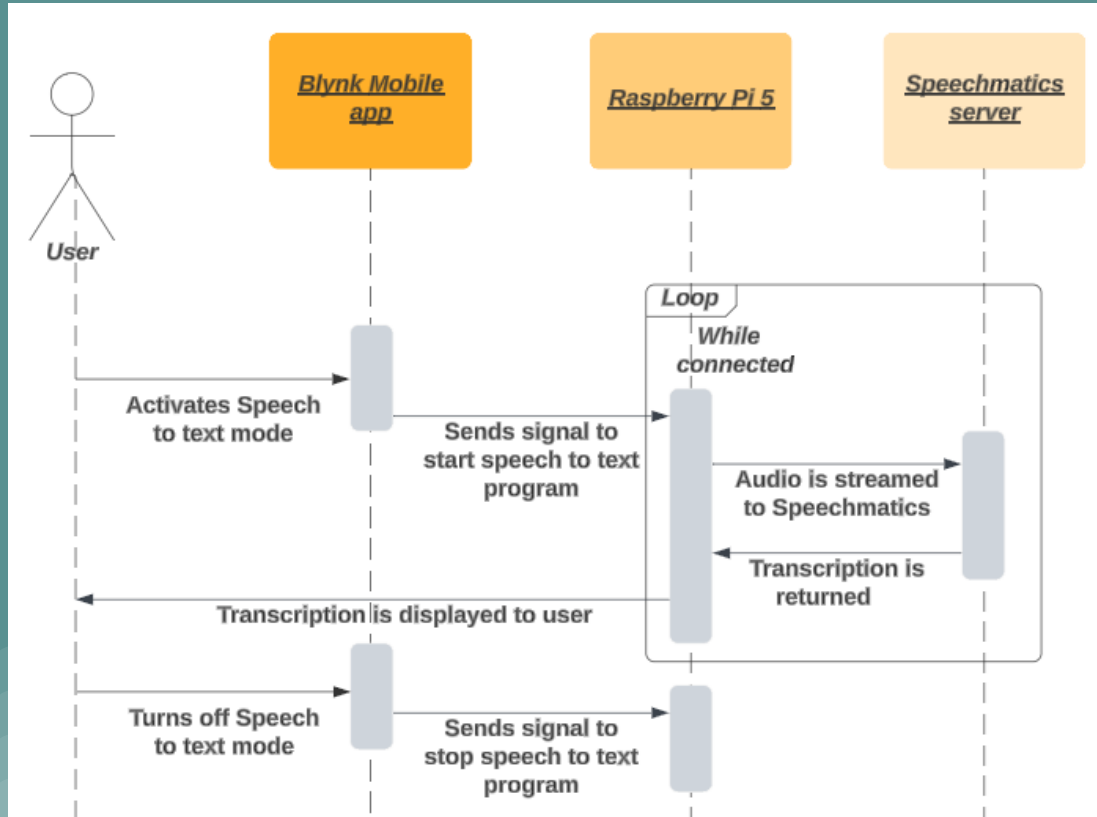 Blynk Mobile
app
Raspberry Pi 5
Speechmatics
server
User
Loop
While
connected
Activates Speech
to text mode
Sends signal to
start speech to text
program
Audio is streamed
to Speechmatics
Transcription is
returned
Transcription is displayed to user
Turns off Speech
to text mode
Sends signal to
stop speech to text
program